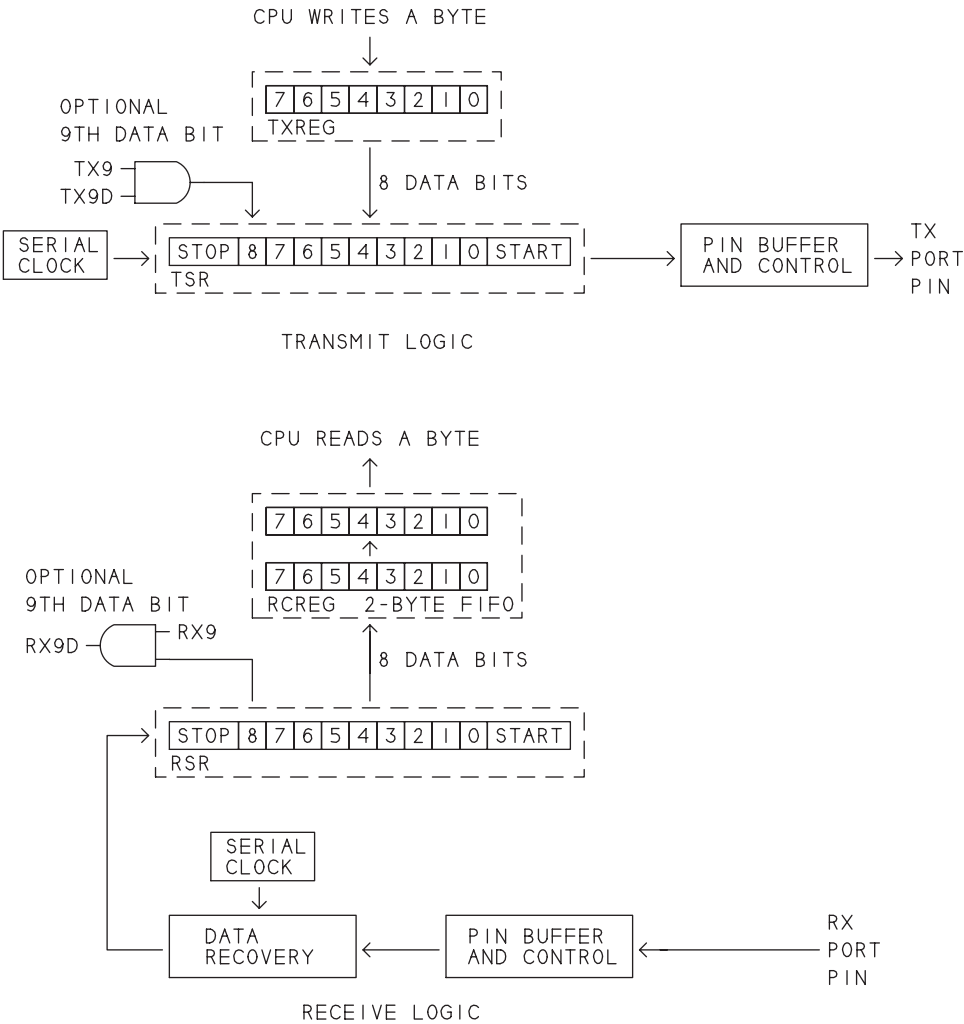 CPU WRITES A BYTE
7 6 5 4 3 2 1 0
TXREG
OPTIONAL
9TH DATA BIT
TX9
TX9D
8 DATA BITS
SERIAL
CLOCK
STOP 8 7 6 5 4 3 2 1 0 START
TSR
PIN BUFFER
AND CONTROL
TX
PORT
PIN
TRANSMIT LOGIC
CPU READS A BYTE
7 6 5 4 3 2 1 0
7 6 5 4 3 2 1 0
RCREG 2-BYTE FIFO
OPTIONAL
9TH DATA BIT
RX9
RX9D
8 DATA BITS
STOP 8 7 6 5 4 3 2 1 0 START
RSR
SERIAL
CLOCK
DATA
RECOVERY
PIN BUFFER
AND CONTROL
RX
PORT
PIN
RECEIVE LOGIC